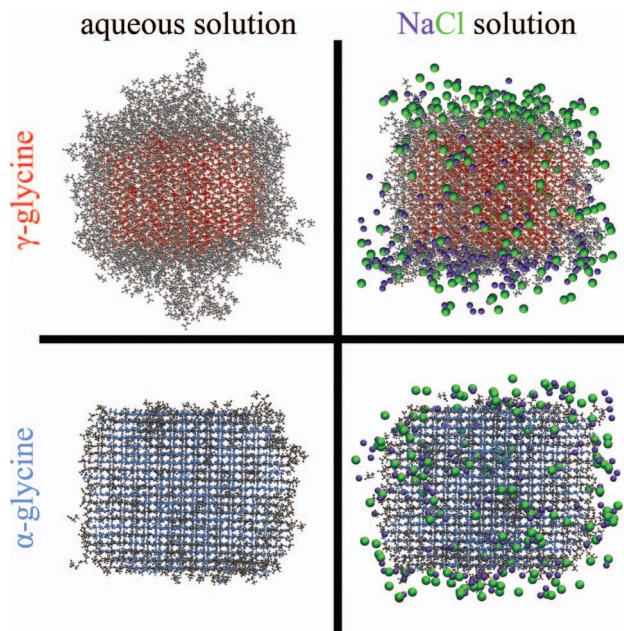 aqueous solution
NaCl solution
γ-glycine
α-glycine